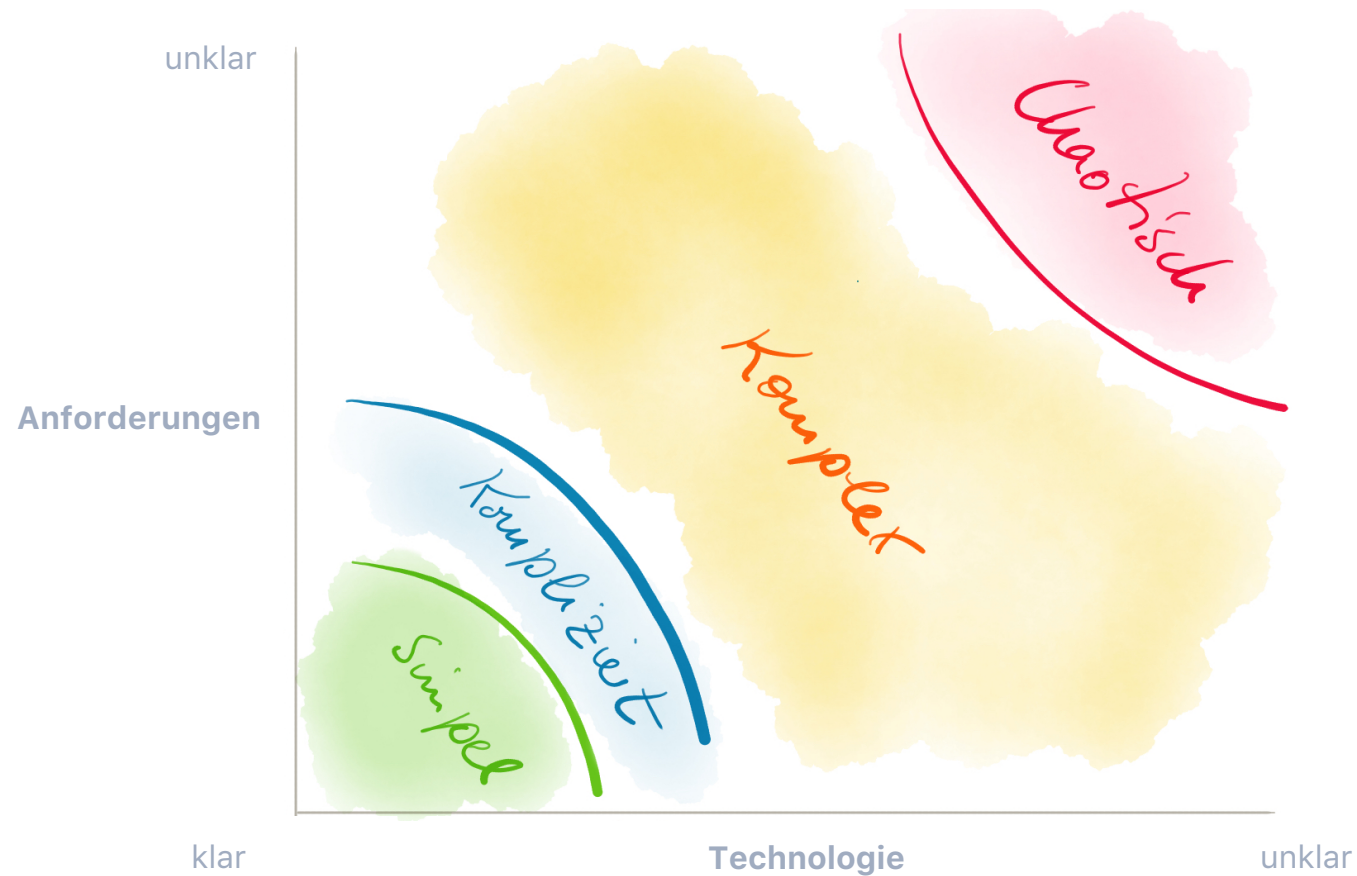 unklar
Chaotisch
Komplex
Anforderungen
Kompliziert
Simpel
klar
Technologie
unklar